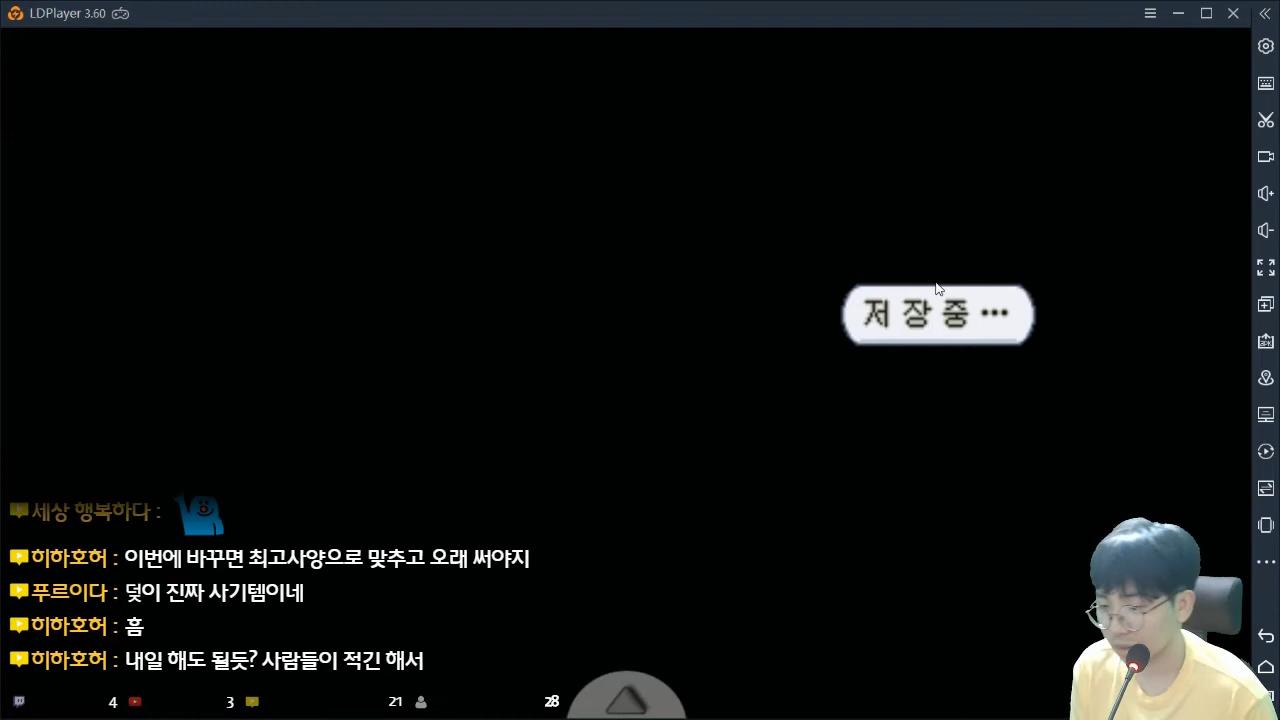 LDPlayer 3.60
저장중…
세상 행복하다 :
히하호허 : 이번에 바꾸면 최고사양으로 맞추고 오래 써야지
푸르이다 : 덫이 진짜 사기템이네
히하호허 : 흠
히하호허 : 내일 해도 될듯? 사람들이 적긴 해서
4 3 21 28